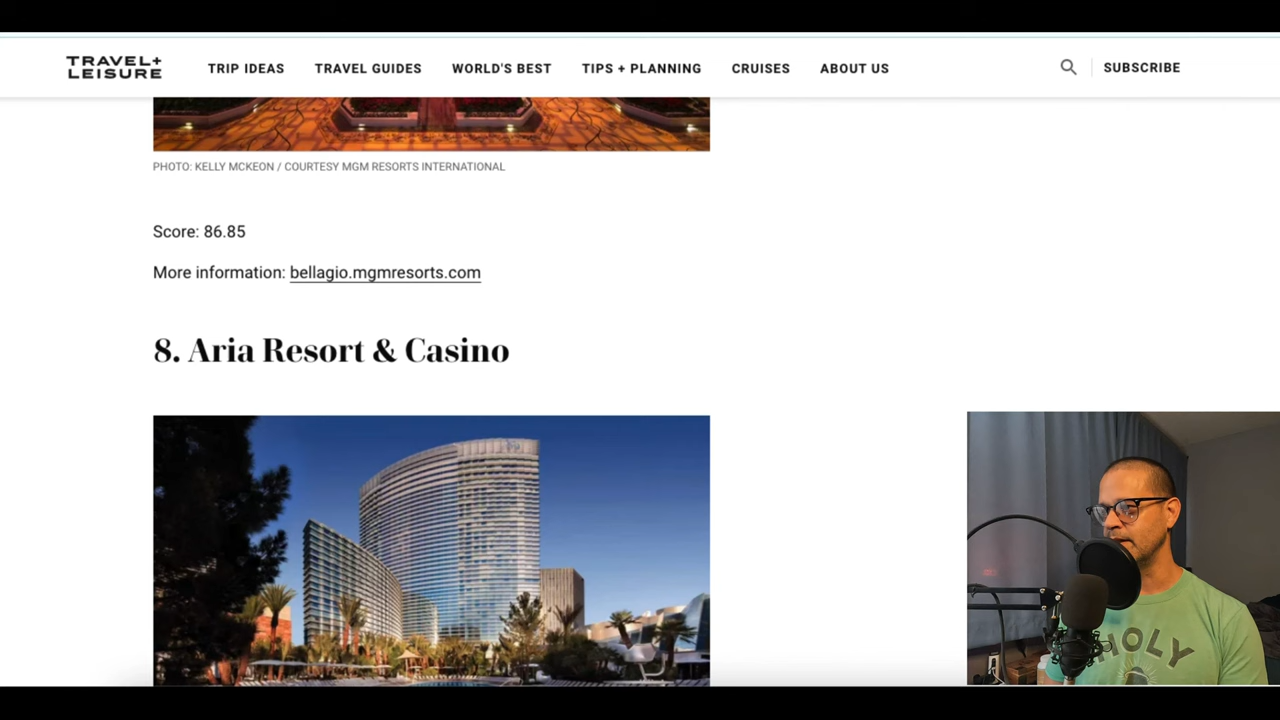 TRAVEL+
LEISURE
TRIP IDEAS
TRAVEL GUIDES
WORLD'S BEST
TIPS + PLANNING
CRUISES
ABOUT US
SUBSCRIBE
PHOTO: KELLY MCKEON / COURTESY MGM RESORTS INTERNATIONAL
Score: 86.85
More information: bellagio.mgmresorts.com
8. Aria Resort & Casino
HOLY